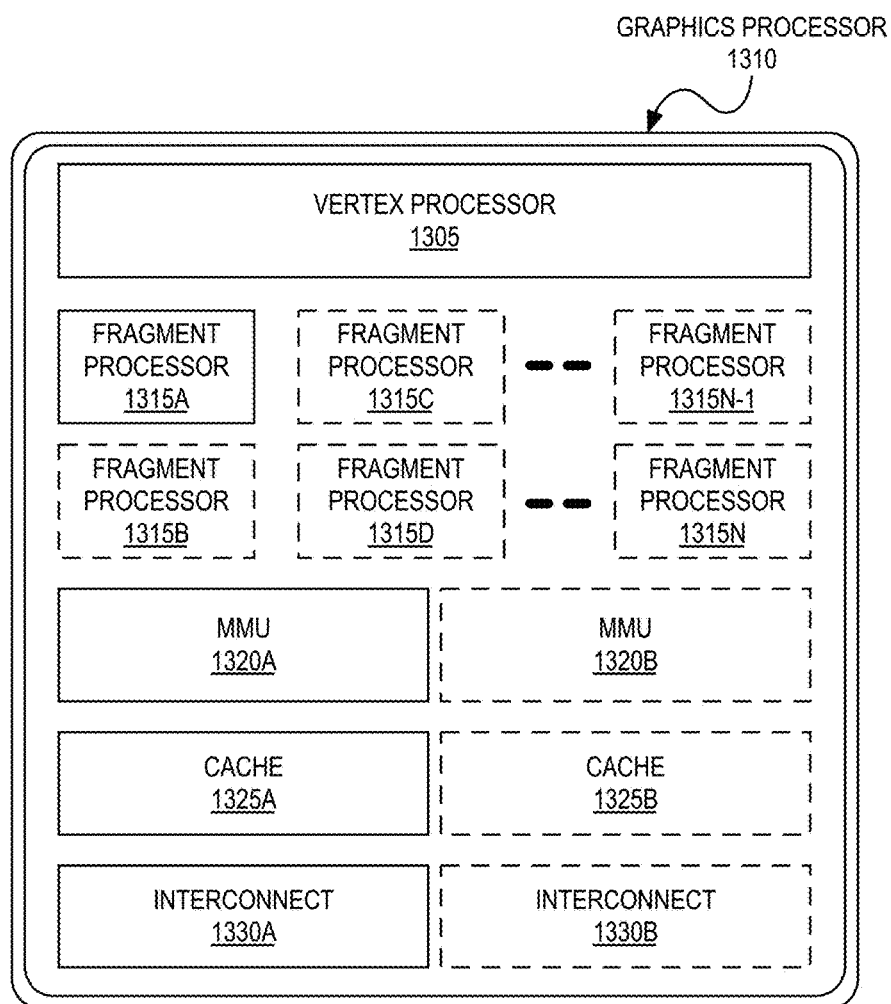 GRAPHICS PROCESSOR
1310
VERTEX PROCESSOR
1305
FRAGMENT
PROCESSOR
1315A
FRAGMENT
PROCESSOR
1315C
FRAGMENT
PROCESSOR
1315N-1
FRAGMENT
PROCESSOR
1315B
FRAGMENT
PROCESSOR
1315D
FRAGMENT
PROCESSOR
1315N
MMU
1320A
MMU
1320B
CACHE
1325A
CACHE
1325B
INTERCONNECT
1330A
INTERCONNECT
1330B